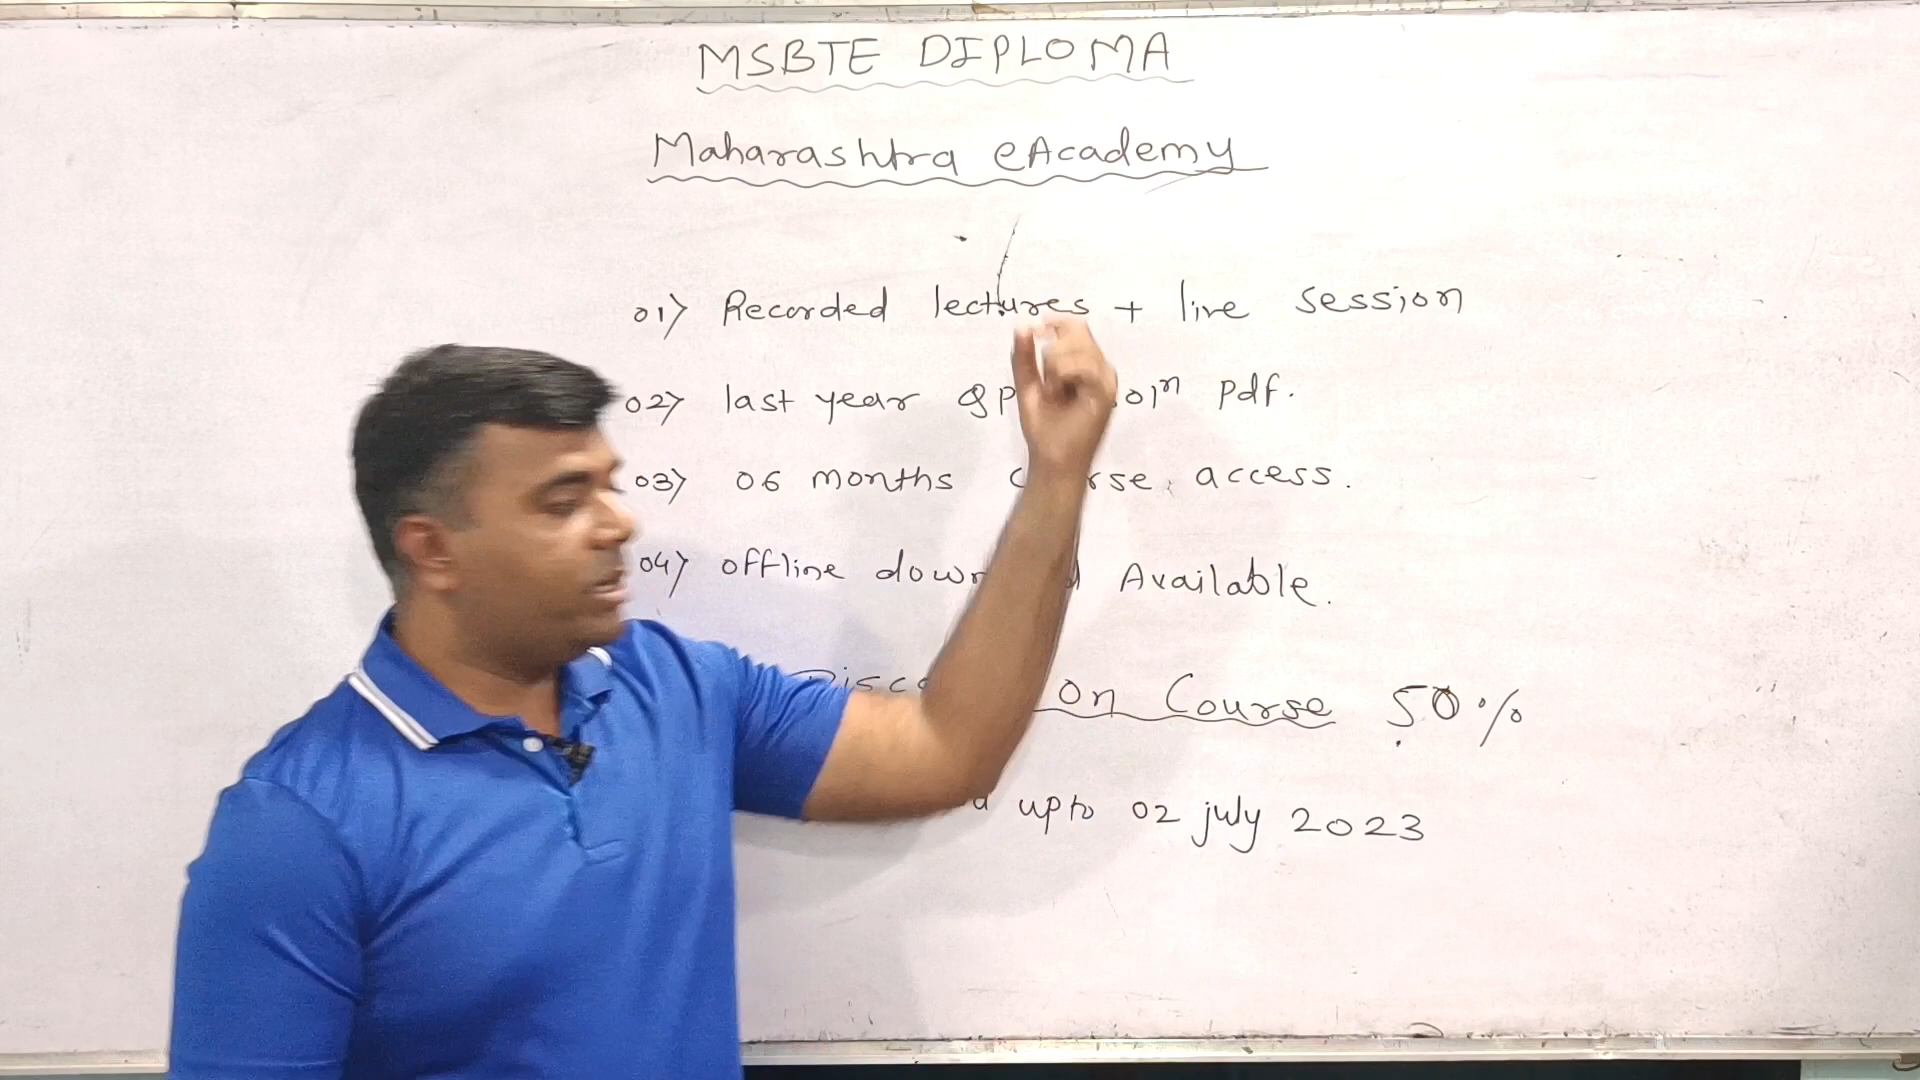 MSBTE DIPLOMA
Maharashtra eAcademy
01) Recorded lectures + live session
02) last year QP soln pdf.
03) 06 months course access.
04) offline download Available.
Discount on Course 50%
upto 02 july 2023